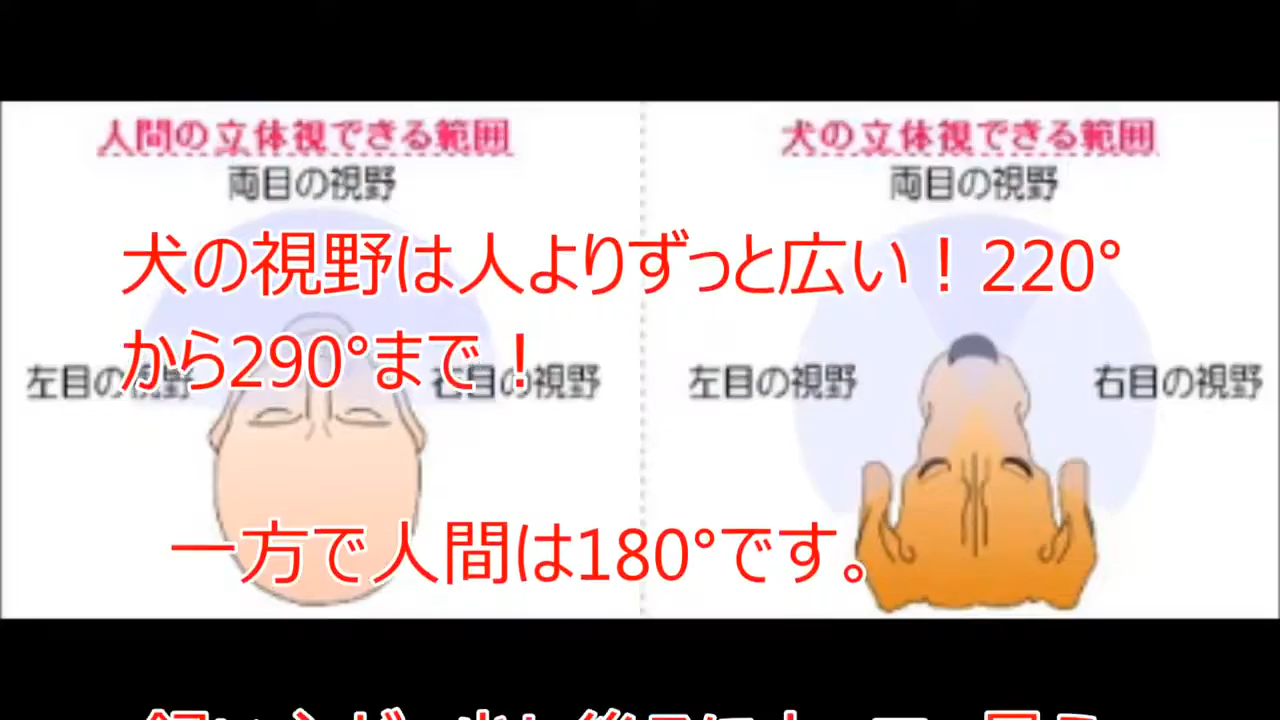 人間の立体視できる範囲
両目の視野
犬の立体視できる範囲
両目の視野
犬の視野は人よりずっと広い！220°
から290°まで！
左目の視野
右目の視野
左目の視野
右目の視野
一方で人間は180°です。